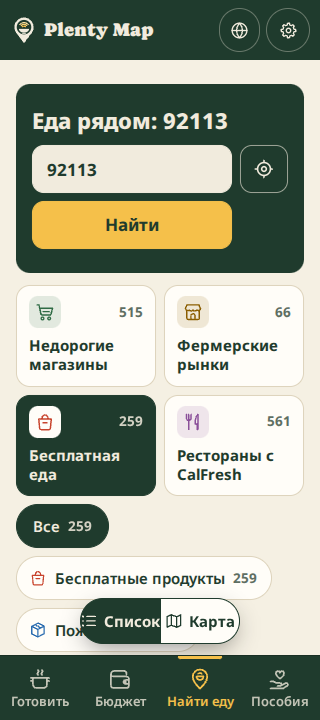 Plenty Map
Еда рядом: 92113
92113
Найти
515
Недорогие
магазины
66
Фермерские
рынки
259
Бесплатная
еда
561
Рестораны с
CalFresh
Все 259
Бесплатные продукты 259
Список
Карта
Готовить
Бюджет
Найти еду
Пособия